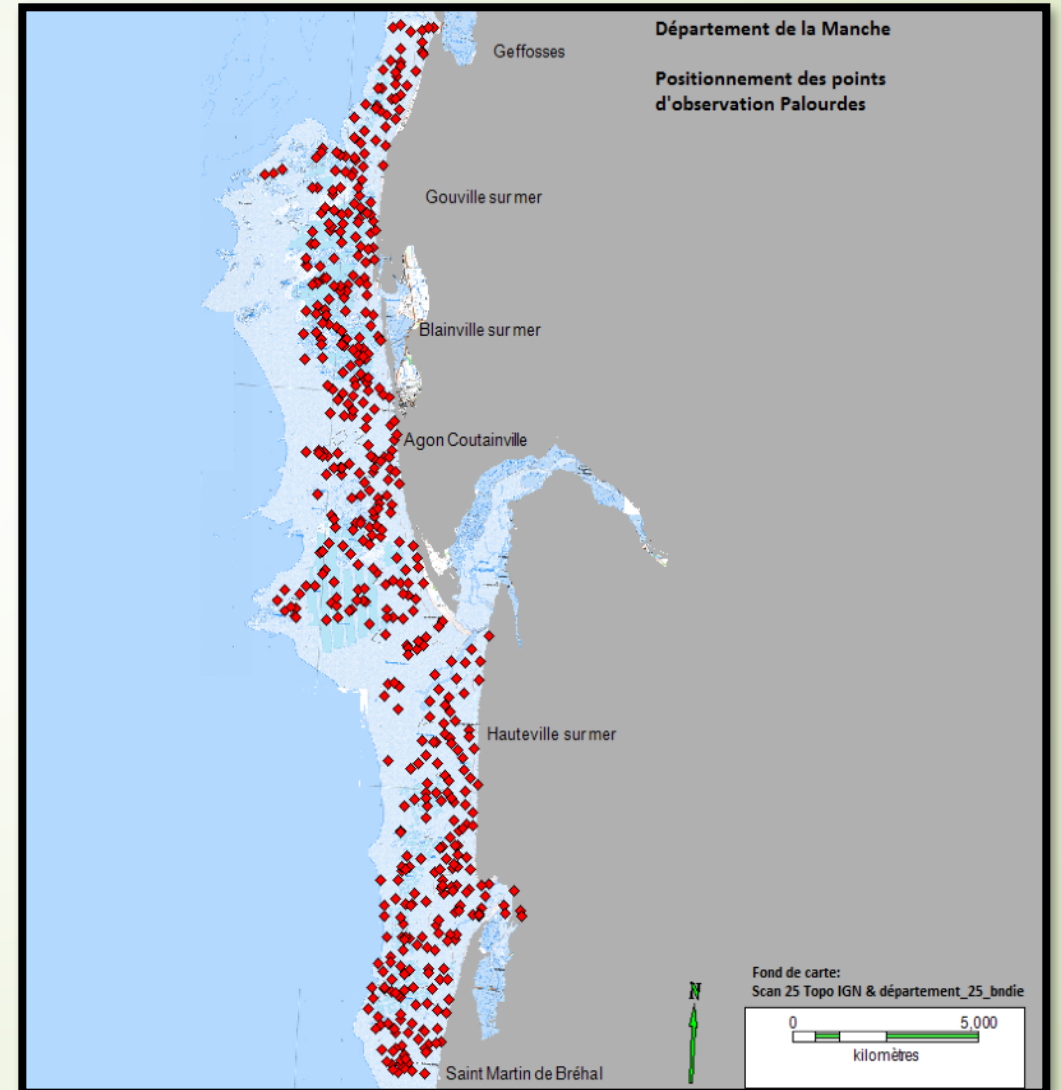 Département de la Manche
Geffosses
Positionnement des points
d'observation Palourdes
Gouville sur mer
Blainville sur mer
Agon Coutainville
Hauteville sur mer
Fond de carte:
Scan 25 Topo IGN & département_25_bndie
N
0 5,000
kilomètres
Saint Martin de Bréhal